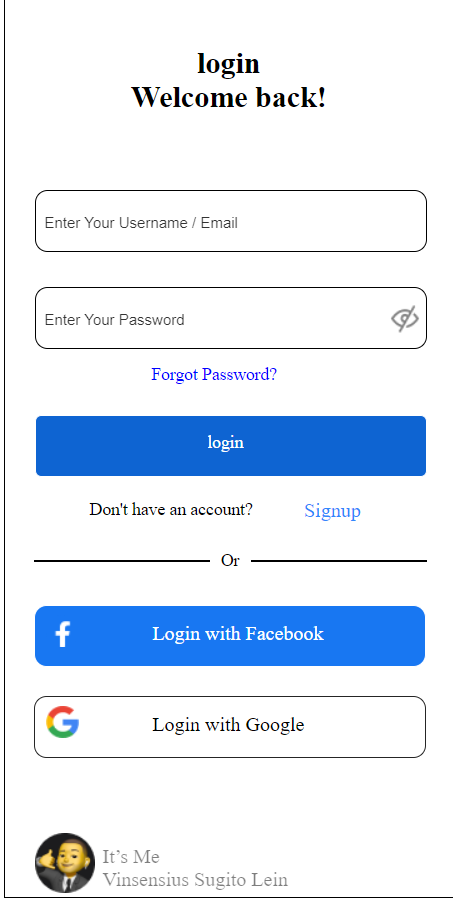 login
Welcome back!
Enter Your Username / Email
Enter Your Password
Forgot Password?
login
Don't have an account? Signup
Or
Login with Facebook
Login with Google
It’s Me
Vinsensius Sugito Lein